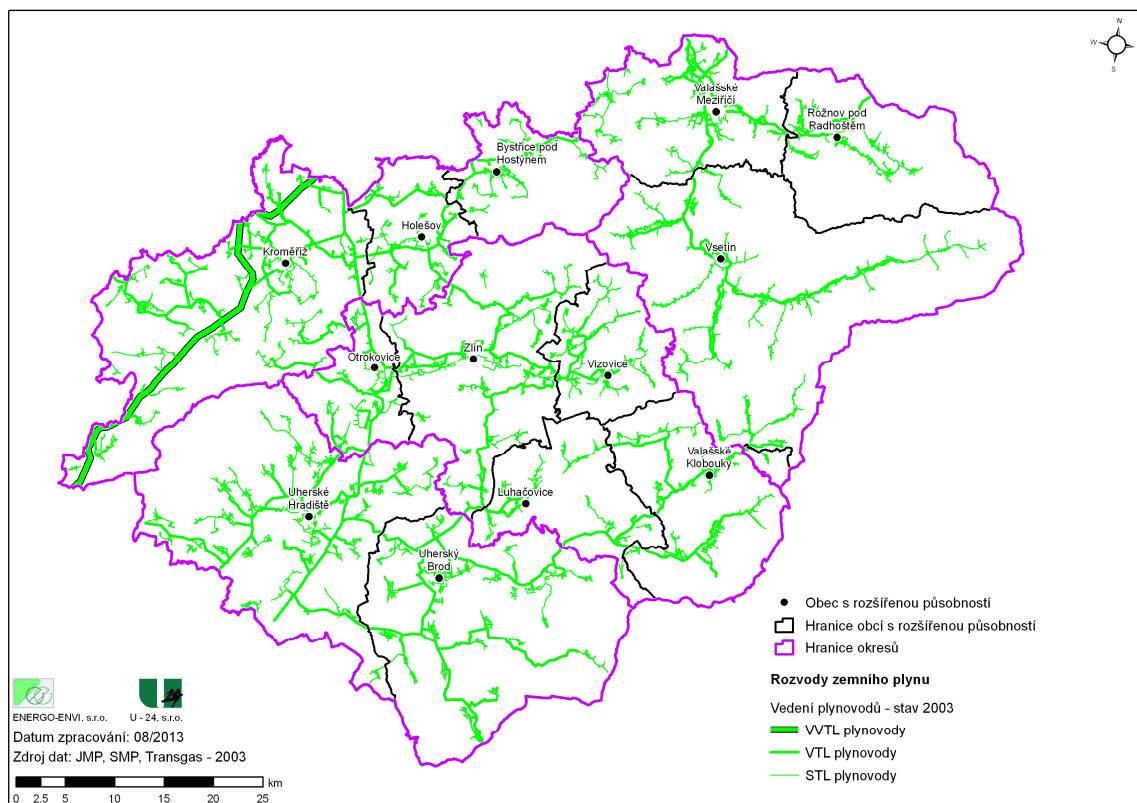 N
W
S
Valašské
Meziříčí
Rožnov pod
Radhoštěm
Bystřice pod
Hostýnem
Holešov
Kroměříž
Vsetín
Otrokovice
Zlín
Vizovice
Valašské
Klobouky
Uherské
Hradiště
Luhačovice
Uherský
Brod
Obec s rozšířenou působností
Hranice obcí s rozšířenou působností
Hranice okresů
Rozvody zemního plynu
Vedení plynovodů - stav 2003
VVTL plynovody
VTL plynovody
STL plynovody
ENERGO-ENVI, s.r.o. U - 24, s.r.o.
Datum zpracování: 08/2013
Zdroj dat: JMP, SMP, Transgas - 2003
km
0 2,5 5 10 15 20 25